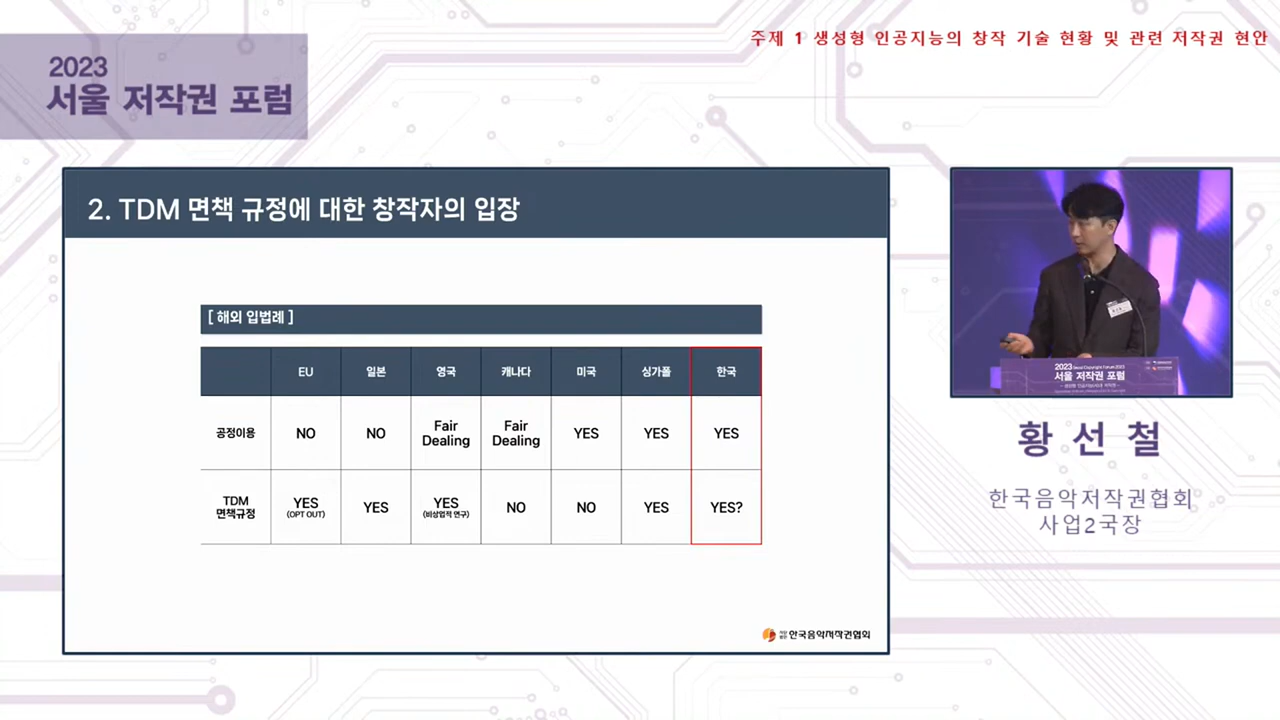 주제 1 생성형 인공지능의 창작 기술 현황 및 관련 저작권 현안
2023
서울 저작권 포럼
2. TDM 면책 규정에 대한 창작자의 입장
[ 해외 입법례 ]
EU 일본 영국 캐나다 미국 싱가폴 한국
공정이용 NO NO Fair Dealing Fair Dealing YES YES YES
TDM 면책규정 YES (OPT OUT) YES YES (비상업적 연구) NO NO YES YES?
한국음악저작권협회
2023 Seoul Copyright Forum 2023
서울 저작권 포럼
황선철
한국음악저작권협회
사업2국장